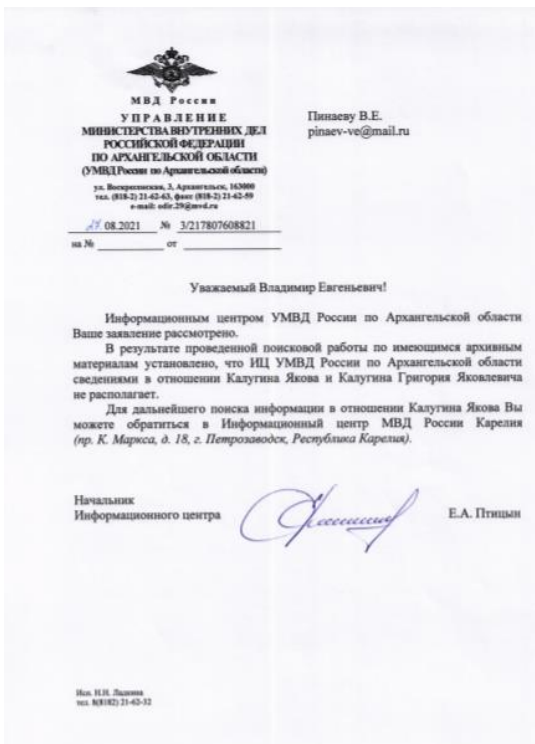 МВД России
УПРАВЛЕНИЕ
МИНИСТЕРСТВА ВНУТРЕННИХ ДЕЛ
РОССИЙСКОЙ ФЕДЕРАЦИИ
ПО АРХАНГЕЛЬСКОЙ ОБЛАСТИ
(УМВД России по Архангельской области)
ул. Воскресенская, 3, Архангельск, 163000
тел. (818-2) 21-62-63, факс (818-2) 21-62-59
e-mail: odir.29@mvd.ru
08.2021 № 3/217807608821
на № от
Пинаеву В.Е.
pinaev-ve@mail.ru
Уважаемый Владимир Евгеньевич!
Информационным центром УМВД России по Архангельской области
Ваше заявление рассмотрено.
В результате проведенной поисковой работы по имеющимся архивным
материалам установлено, что ИЦ УМВД России по Архангельской области
сведениями в отношении Калугина Якова и Калугина Григория Яковлевича
не располагает.
Для дальнейшего поиска информации в отношении Калугина Якова Вы
можете обратиться в Информационный центр МВД России Карелия
(пр. К. Маркса, д. 18, г. Петрозаводск, Республика Карелия).
Начальник
Информационного центра Е.А. Птицын
Исп. Н.Н.
тел. 8(8182) 21-62-32